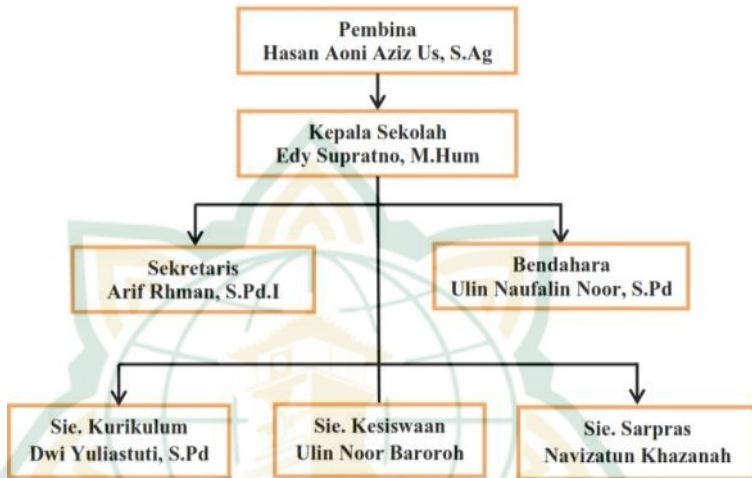 Pembina
Hasan Aoni Aziz Us, S.Ag
Kepala Sekolah
Edy Supratno, M.Hum
Sekretaris
Arif Rhman, S.Pd.I
Bendahara
Ulin Naufalin Noor, S.Pd
Sie. Kurikulum
Dwi Yuliastuti, S.Pd
Sie. Kesiswaan
Ulin Noor Baroroh
Sie. Sarpras
Navizatun Khazanah